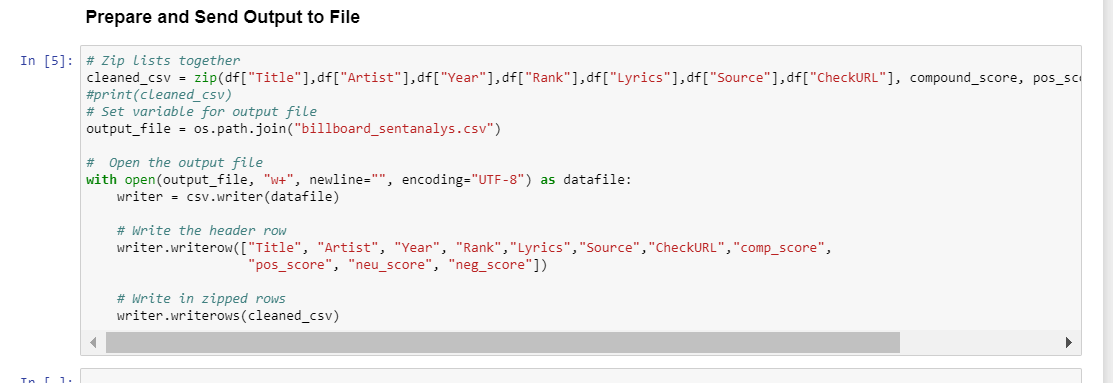 Prepare and Send Output to File
In [5]:
# Zip lists together
cleaned_csv = zip(df["Title"],df["Artist"],df["Year"],df["Rank"],df["Lyrics"],df["Source"],df["CheckURL"], compound_score,
#print(cleaned_csv)
# Set variable for output file
output_file = os.path.join("billboard_sentanalys.csv")
#  Open the output file
with open(output_file, "w+", newline="", encoding="UTF-8") as datafile:
    writer = csv.writer(datafile)
    # Write the header row
    writer.writerow(["Title", "Artist", "Year", "Rank","Lyrics","Source","CheckURL","comp_score",
                     "pos_score", "neu_score", "neg_score"])
    # Write in zipped rows
    writer.writerows(cleaned_csv)
In [ ]: